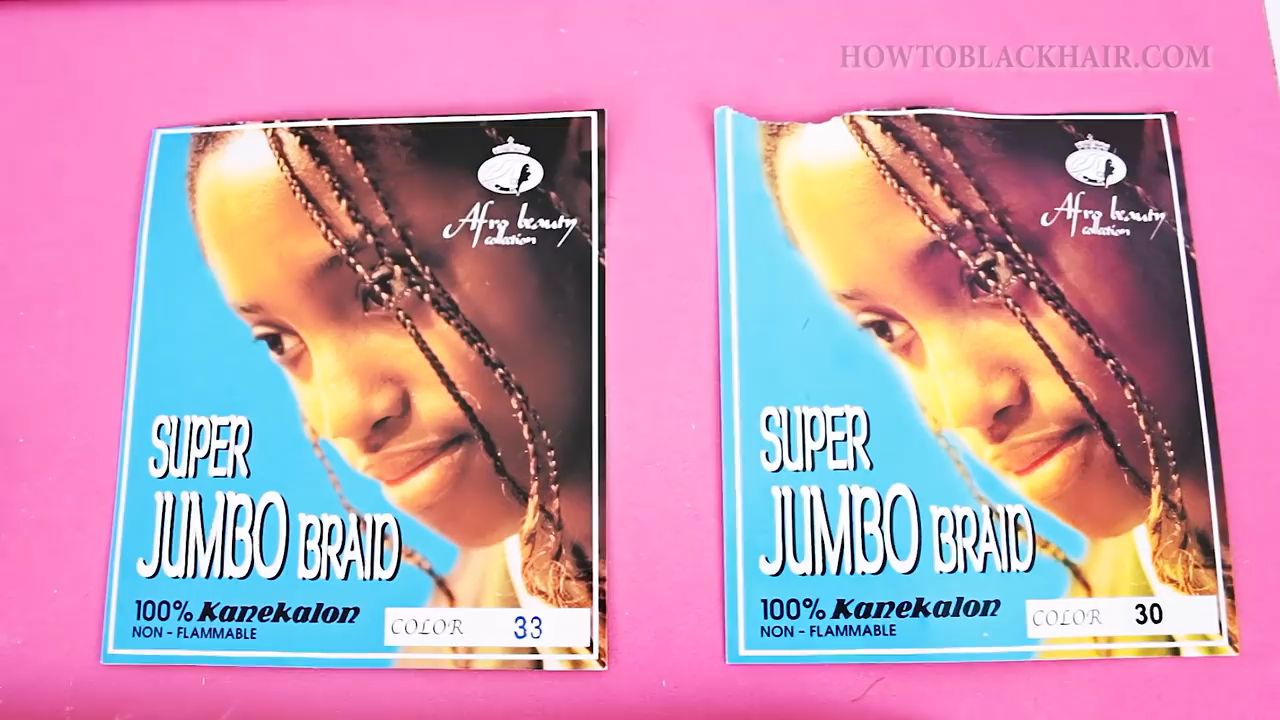 HOWTOBLACKHAIR.COM
Afro beauty
collection
SUPER
JUMBO BRAID
100% Kanekalon
NON - FLAMMABLE
COLOR 33
Afro beauty
collection
SUPER
JUMBO BRAID
100% Kanekalon
NON - FLAMMABLE
COLOR 30